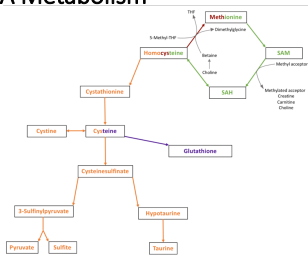 A Metabolism
THF
Methionine
Dimethylglycine
5-Methyl-THF
Homocysteine
Betaine
SAM
Methyl acceptor
Choline
Cystathionine
SAH
Methylated acceptor
Creatine
Carnitine
Choline
Cystine
Cysteine
Glutathione
Cysteinesulfinate
3-Sulfinylpyruvate
Hypotaurine
Pyruvate
Sulfite
Taurine